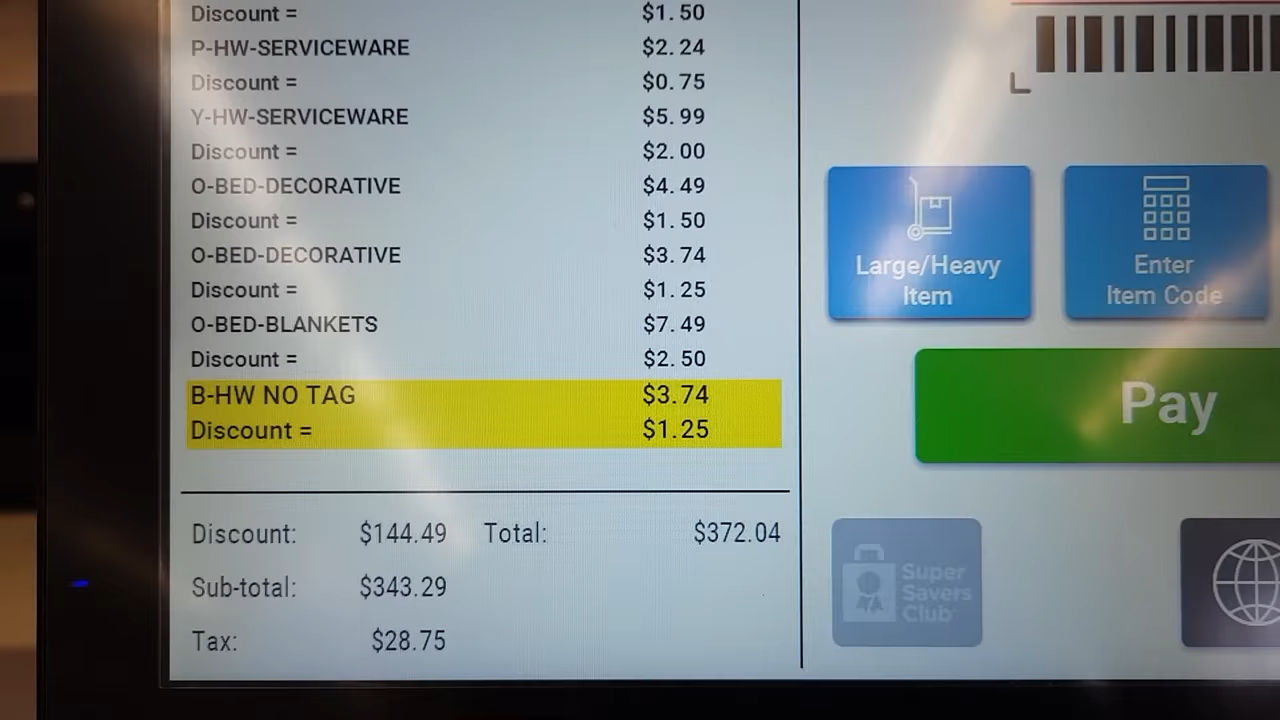 Discount = $1.50
P-HW-SERVICEWARE $2.24
Discount = $0.75
Y-HW-SERVICEWARE $5.99
Discount = $2.00
O-BED-DECORATIVE $4.49
Discount = $1.50
O-BED-DECORATIVE $3.74
Discount = $1.25
O-BED-BLANKETS $7.49
Discount = $2.50
B-HW NO TAG $3.74
Discount = $1.25
Discount: $144.49 Total: $372.04
Sub-total: $343.29
Tax: $28.75
Large/Heavy
Item
Enter
Item Code
Pay
Super
Savers
Club